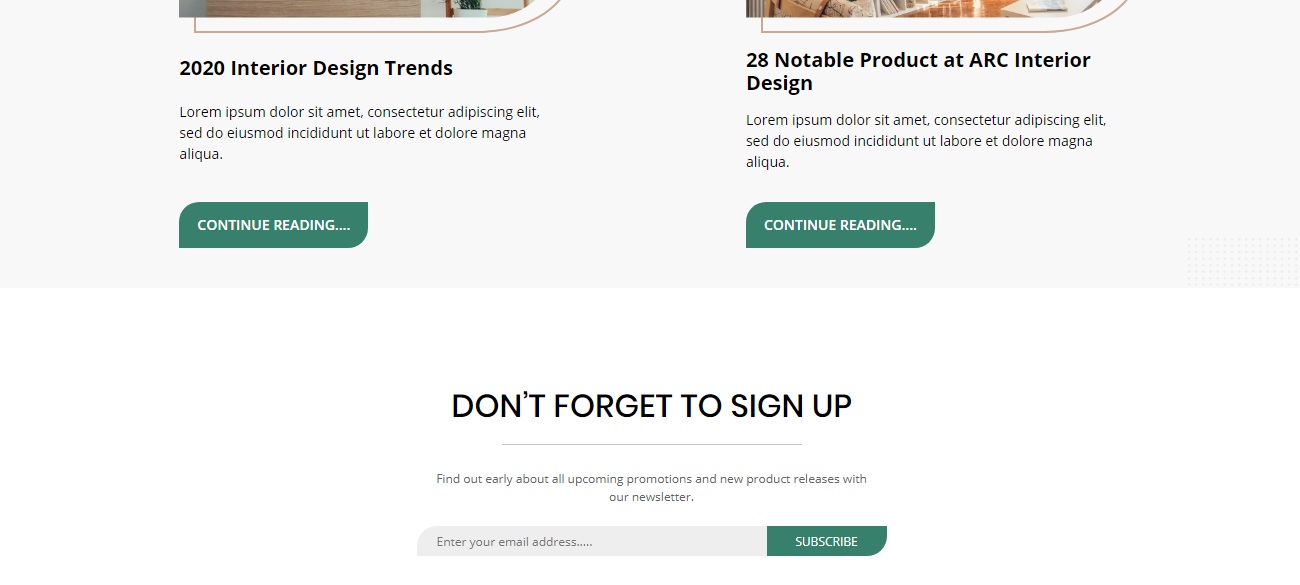 2020 Interior Design Trends
Lorem ipsum dolor sit amet, consectetur adipiscing elit,
sed do eiusmod incididunt ut labore et dolore magna
aliqua.
CONTINUE READING....
28 Notable Product at ARC Interior
Design
Lorem ipsum dolor sit amet, consectetur adipiscing elit,
sed do eiusmod incididunt ut labore et dolore magna
aliqua.
CONTINUE READING....
DON’T FORGET TO SIGN UP
Find out early about all upcoming promotions and new product releases with
our newsletter.
Enter your email address.....
SUBSCRIBE